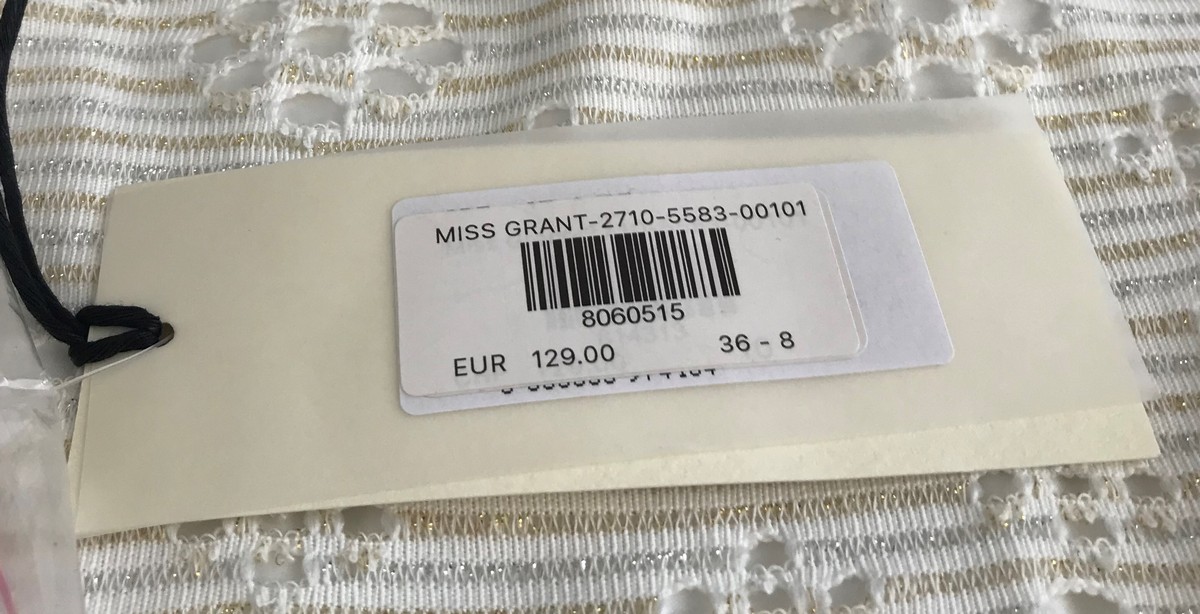 MISS GRANT-2710-5583-00101
8060515
EUR 129.00
36 - 8